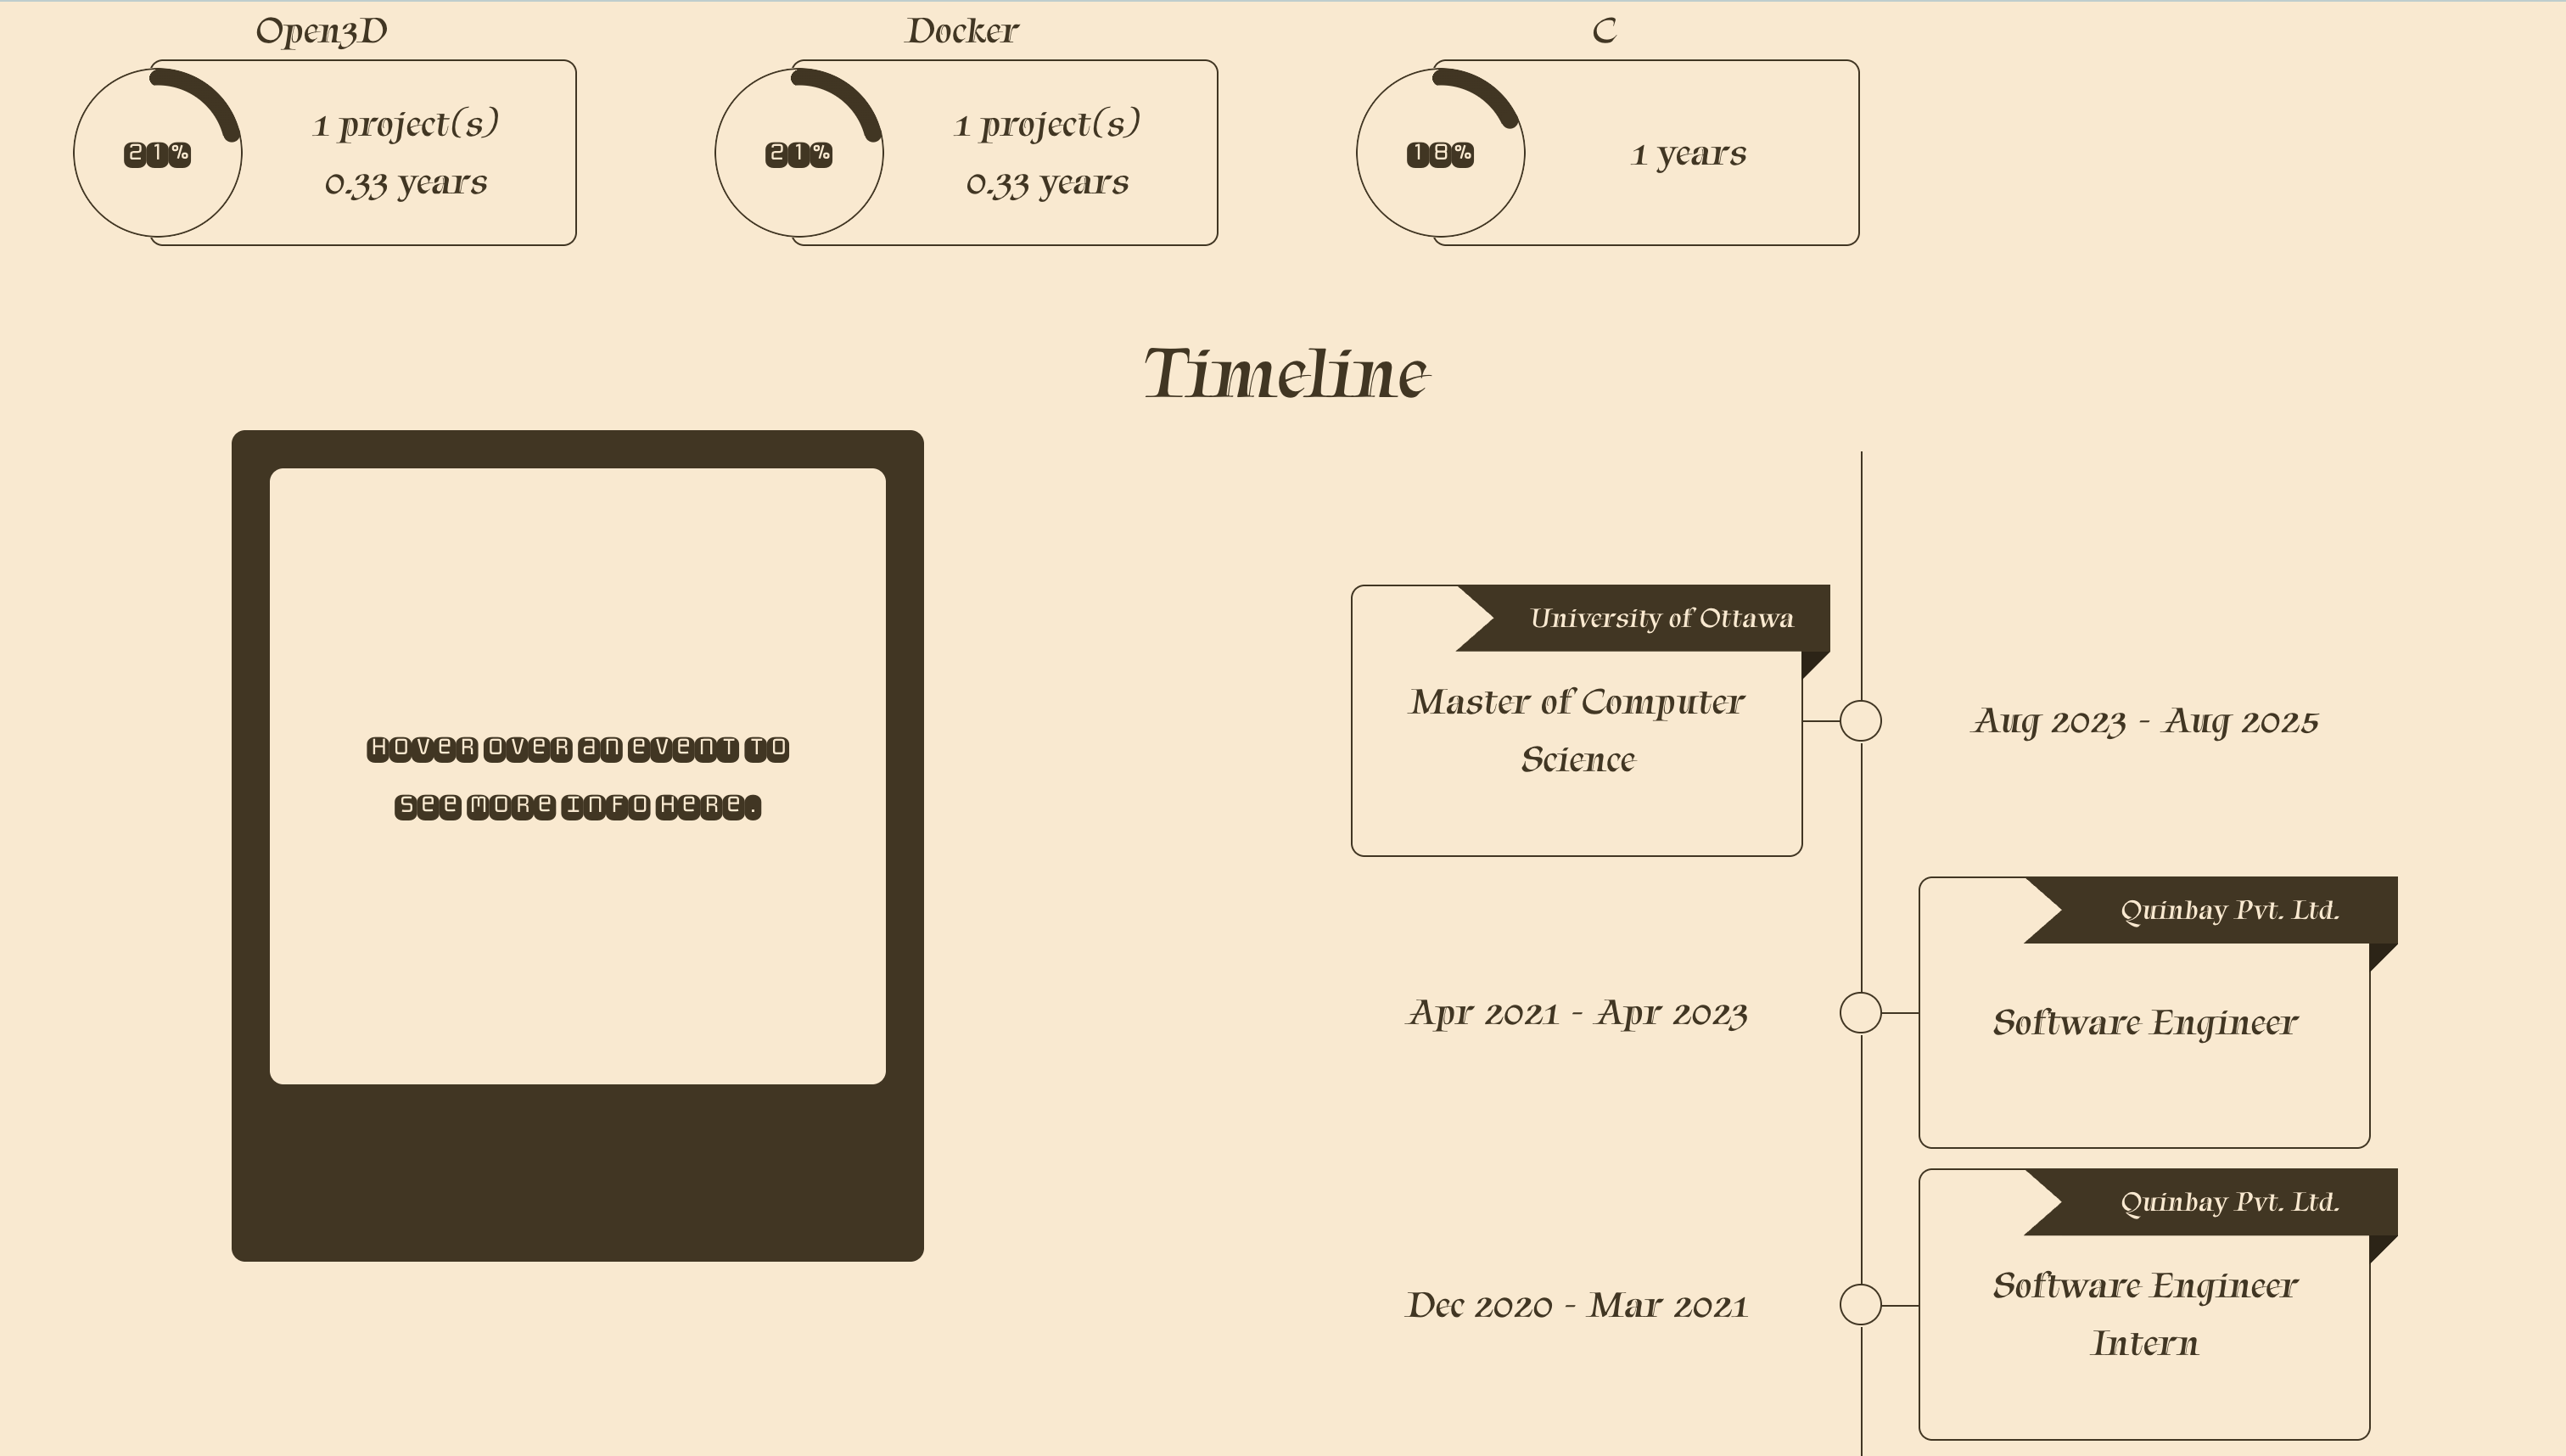 Open3D
21%
1 project(s)
0.33 years
Docker
21%
1 project(s)
0.33 years
C
18%
1 years
Timeline
HOVER OVER AN EVENT TO
SEE MORE INFO HERE.
University of Ottawa
Master of Computer
Science
Aug 2023 - Aug 2025
Quinbay Pvt. Ltd.
Software Engineer
Apr 2021 - Apr 2023
Quinbay Pvt. Ltd.
Software Engineer
Intern
Dec 2020 - Mar 2021